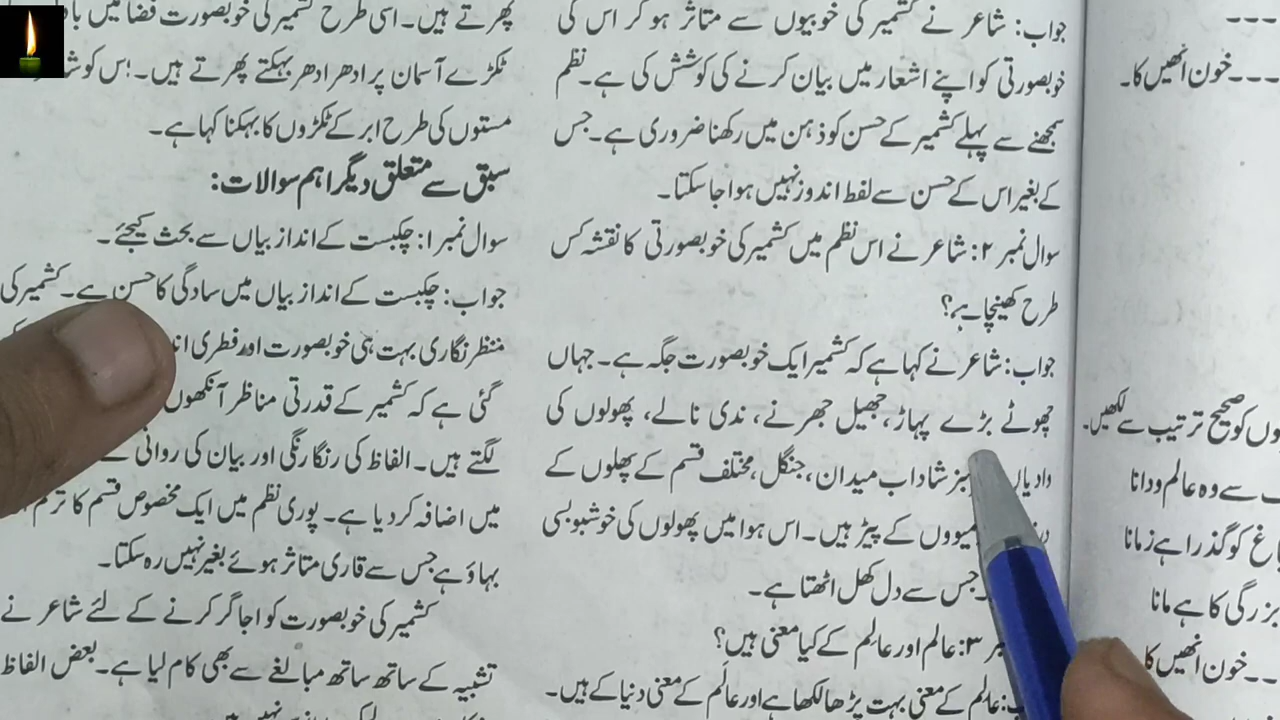 جواب: شاعر نے کشمیر کی خوبیوں سے متاثر ہو کر اس کی
خوبصورتی کو اپنے اشعار میں بیان کرنے کی کوشش کی ہے۔ نظم
سمجھنے سے پہلے کشمیر کے حسن کو ذہن میں رکھنا ضروری ہے۔ جس
کے بغیر اس کے حسن سے لفط اندوز نہیں ہوا جا سکتا۔
سوال نمبر ۲: شاعر نے اس نظم میں کشمیر کی خوبصورتی کا نقشہ کس
طرح کھینچا ہے؟
جواب: شاعر نے کہا ہے کہ کشمیر ایک خوبصورت جگہ ہے۔ جہاں
چھوٹے بڑے پہاڑ، جھیل جھرنے، ندی نالے، پھولوں کی
شاداب میدان، جنگل، مختلف قسم کے پھلوں کے
میووں کے پیڑ ہیں۔ اس ہوا میں پھولوں کی خوشبو بسی
جس سے دل کھل اٹھتا ہے۔
۳: عالم اور عالِم کے کیا معنی ہیں؟
عالِم کے معنی بہت پڑھا لکھا ہے اور عالَم کے معنی دنیا کے ہیں۔
پھرتے ہیں۔ اسی طرح کشمیر کی خوبصورت فضا میں
ٹکڑے آسمان پر ادھر ادھر بہکتے پھرتے ہیں۔ اس کو
مستوں کی طرح ابر کے ٹکڑوں کا بہکنا کہا ہے۔
سبق سے متعلق دیگر اہم سوالات:
سوال نمبر ۱: چکبست کے انداز بیاں سے بحث کیجئے۔
جواب: چکبست کے انداز بیاں میں سادگی کا حسن ہے۔ کشمیر کی
منظر نگاری بہت ہی خوبصورت اور فطری
گئی ہے کہ کشمیر کے قدرتی مناظر آنکھوں
لگتے ہیں۔ الفاظ کی رنگا رنگی اور بیان کی روانی
میں اضافہ کر دیا ہے۔ پوری نظم میں ایک مخصوص قسم کا
بہاؤ ہے جس سے قاری متاثر ہوئے بغیر نہیں رہ سکتا۔
کشمیر کی خوبصورت کو اجاگر کرنے کے لئے شاعر نے
تشبیہ کے ساتھ ساتھ مبالغے سے بھی کام لیا ہے۔ بعض الفاظ
۔۔۔ خون انھیں کا۔
کو صحیح ترتیب سے لکھیں۔
سے وہ عالم و دانا
کو گذرا ہے زمانا
بزرگی کا ہے مانا
۔۔ خون انھیں کا